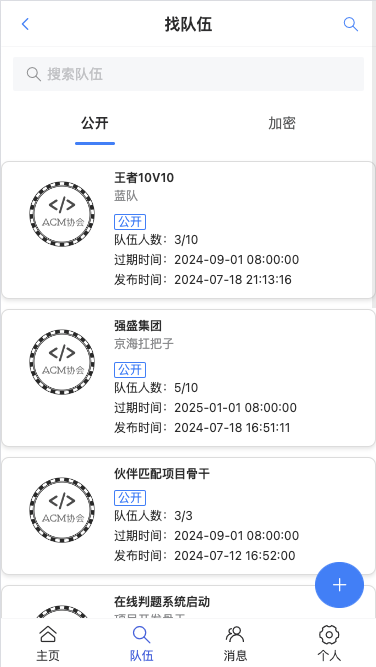 找队伍
搜索队伍
公开
加密
王者10V10
蓝队
公开
队伍人数：3/10
过期时间：2024-09-01 08:00:00
发布时间：2024-07-18 21:13:16
</>
ACM协会
强盛集团
京海扛把子
公开
队伍人数：5/10
过期时间：2025-01-01 08:00:00
发布时间：2024-07-18 16:51:11
</>
ACM协会
伙伴匹配项目骨干
公开
队伍人数：3/3
过期时间：2024-09-01 08:00:00
发布时间：2024-07-12 16:52:00
</>
ACM协会
在线判题系统启动
项目开发骨干
主页
队伍
消息
个人